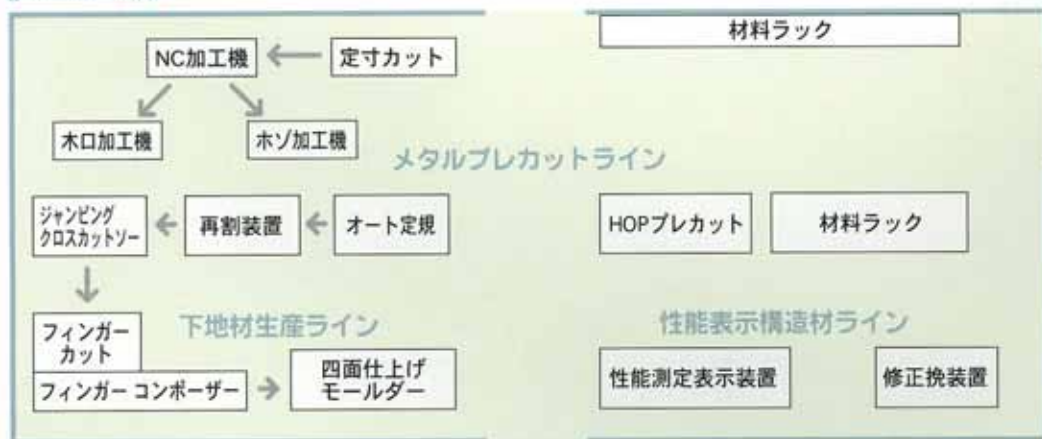 材料ラック
NC加工機
定寸カット
木口加工機
ホゾ加工機
メタルプレカットライン
ジャンピング
クロスカットソー
再割装置
オート定規
HOPプレカット
材料ラック
フィンガー
カット
フィンガー コンポーザー
下地材生産ライン
四面仕上げ
モールダー
性能表示構造材ライン
性能測定表示装置
修正挽装置